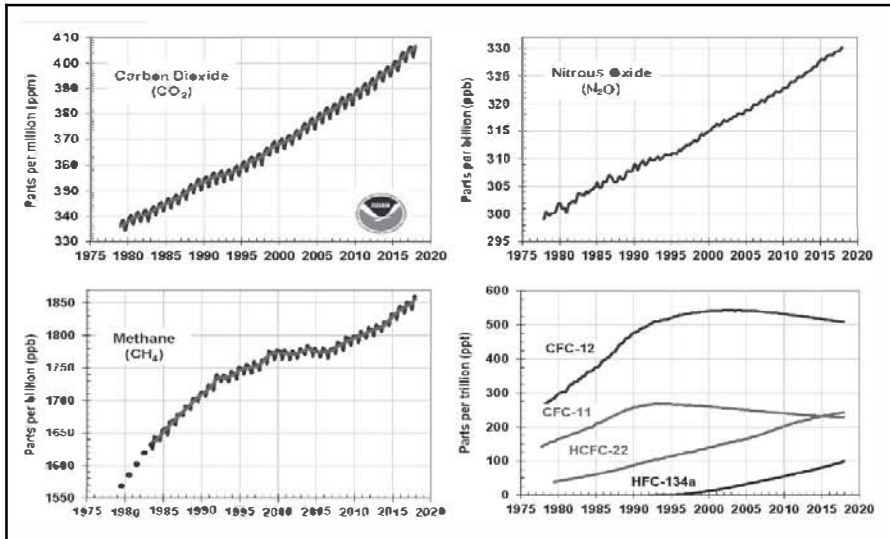 410
400
390
380
370
360
350
340
330
Parts per million (ppm)
Carbon Dioxide
(CO₂)
NOAA
1975 1980 1985 1990 1995 2000 2005 2010 2015 2020
330
325
320
315
310
305
300
295
Parts per billion (ppb)
Nitrous Oxide
(N₂O)
1975 1980 1985 1990 1995 2000 2005 2010 2015 2020
1850
1800
1750
1700
1650
1600
1550
Parts per billion (ppb)
Methane
(CH₄)
1975 1980 1985 1990 1995 2000 2005 2010 2015 2020
600
500
400
300
200
100
0
Parts per trillion (ppt)
CFC-12
CFC-11
HCFC-22
HFC-134a
1975 1980 1985 1990 1995 2000 2005 2010 2015 2020